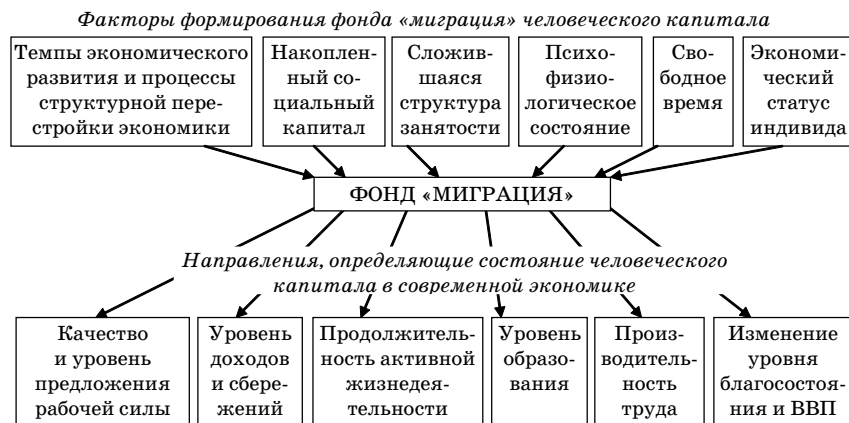 Факторы формирования фонда «миграция» человеческого капитала
Темпы экономического
развития и процессы
структурной пере-
стройки экономики
Накоплен-
ный со-
циальный
капитал
Сложив-
шаяся
структура
занятости
Психо-
физио-
логическое
состояние
Сво-
бодное
время
Экономи-
ческий
статус
индивида
ФОНД «МИГРАЦИЯ»
Направления, определяющие состояние человеческого
капитала в современной экономике
Качество
и уровень
предложения
рабочей силы
Уровень
доходов
и сбере-
жений
Продолжитель-
ность активной
жизнедея-
тельности
Уровень
образо-
вания
Произ-
водитель-
ность
труда
Изменение
уровня
благосостоя-
ния и ВВП